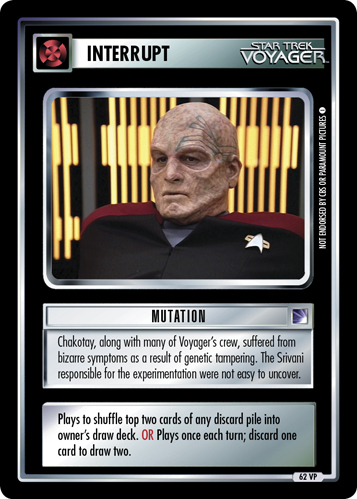 INTERRUPT
STAR TREK
VOYAGER
NOT ENDORSED BY CBS OR PARAMOUNT PICTURES
MUTATION
Chakotay, along with many of Voyager's crew, suffered from
bizarre symptoms as a result of genetic tampering. The Srivani
responsible for the experimentation were not easy to uncover.
Plays to shuffle top two cards of any discard pile into
owner's draw deck. OR Plays once each turn; discard one
card to draw two.
62 VP